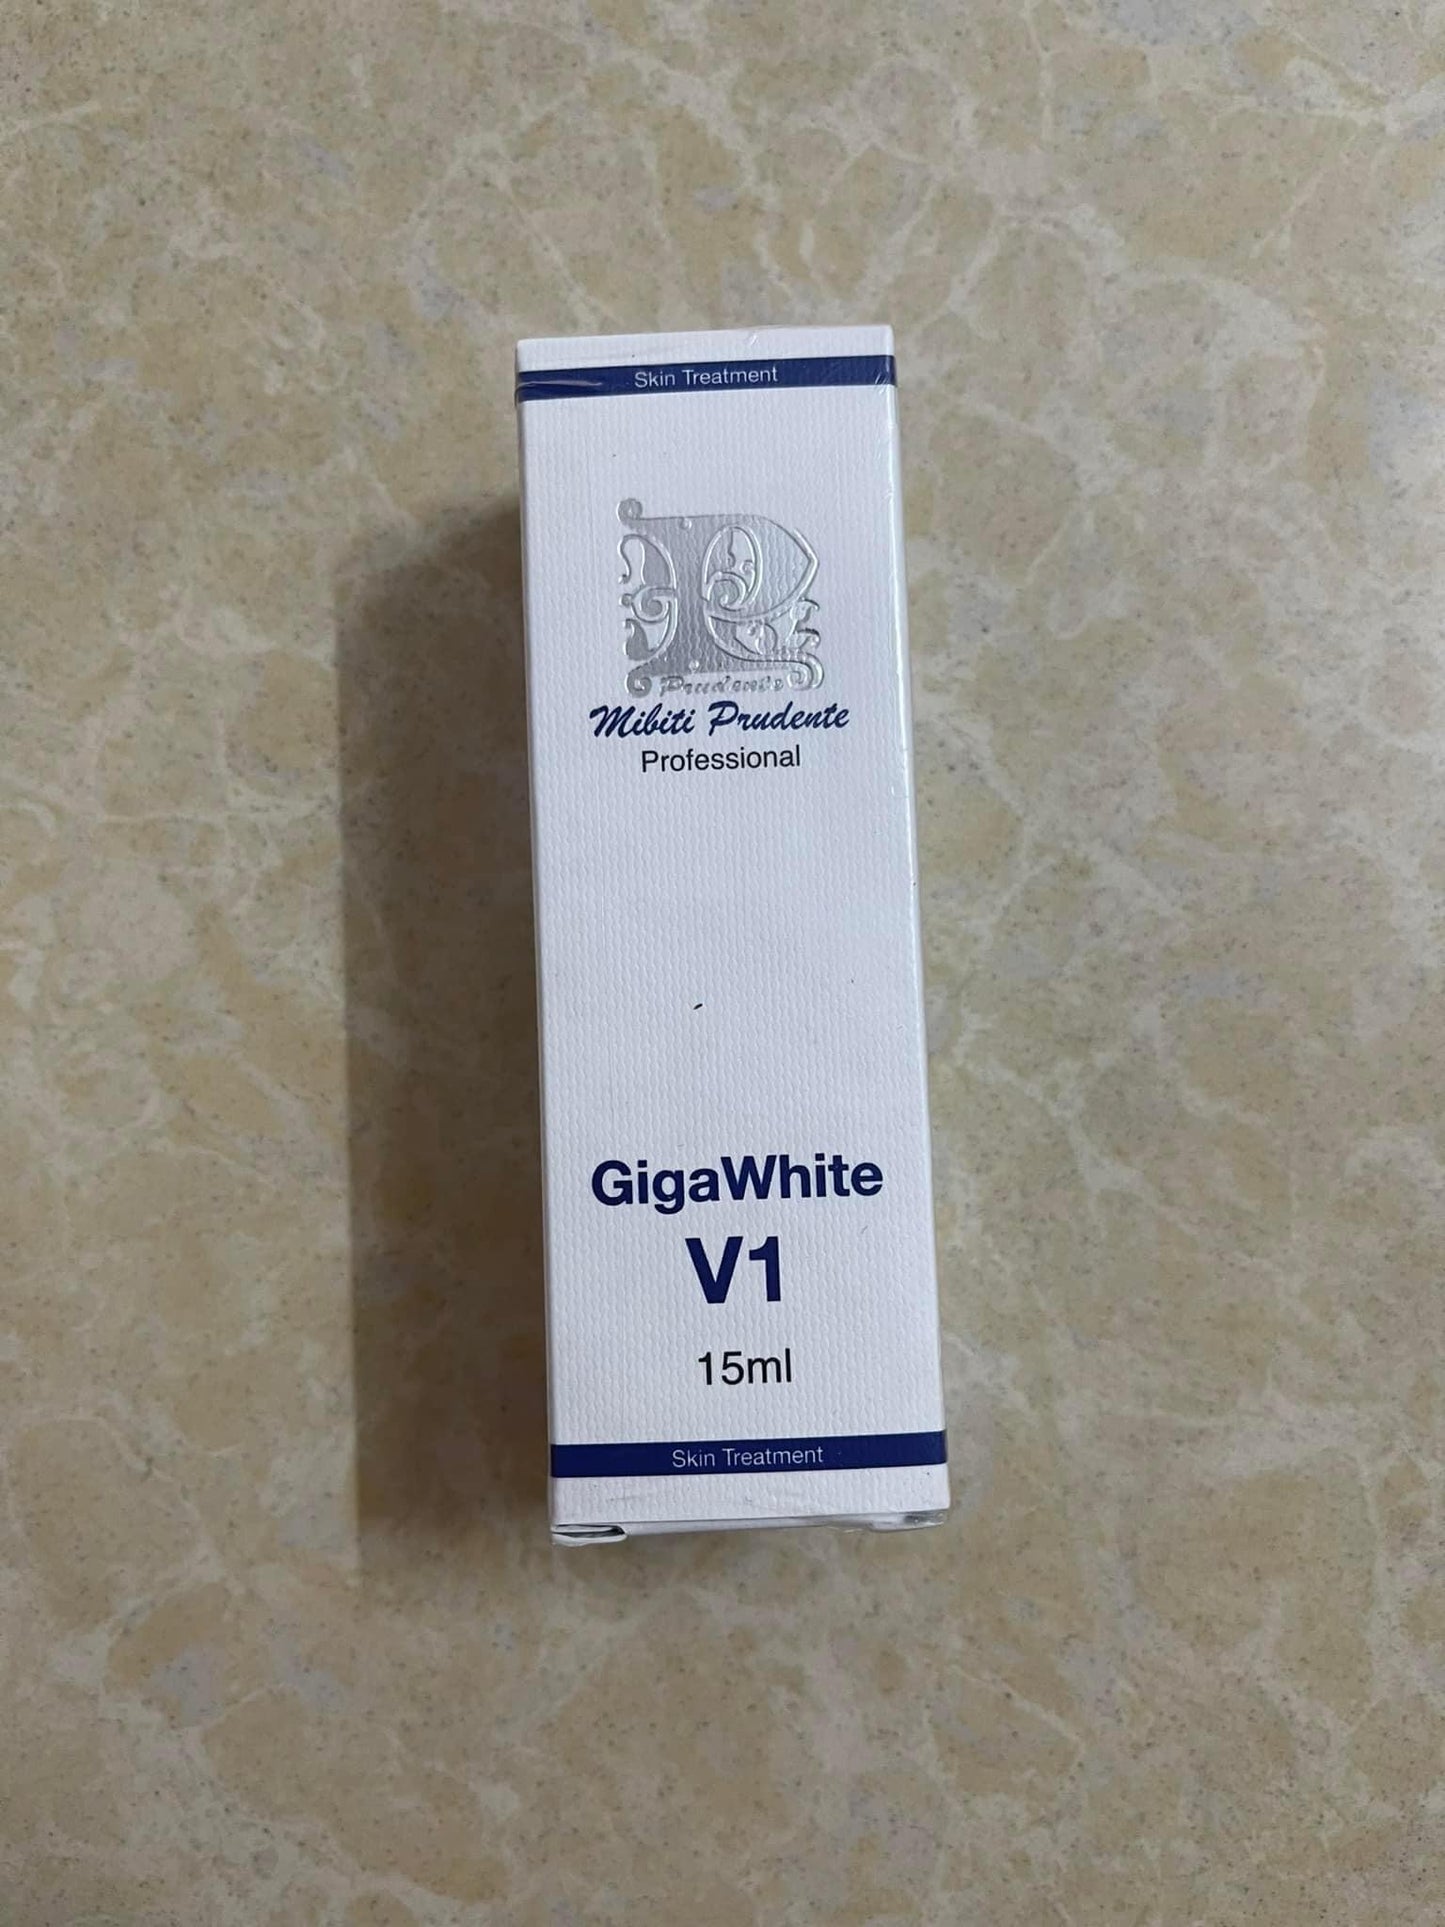 Skin Treatment
Prudente
Mibiti Prudente
Professional
GigaWhite
V1
15ml
Skin Treatment